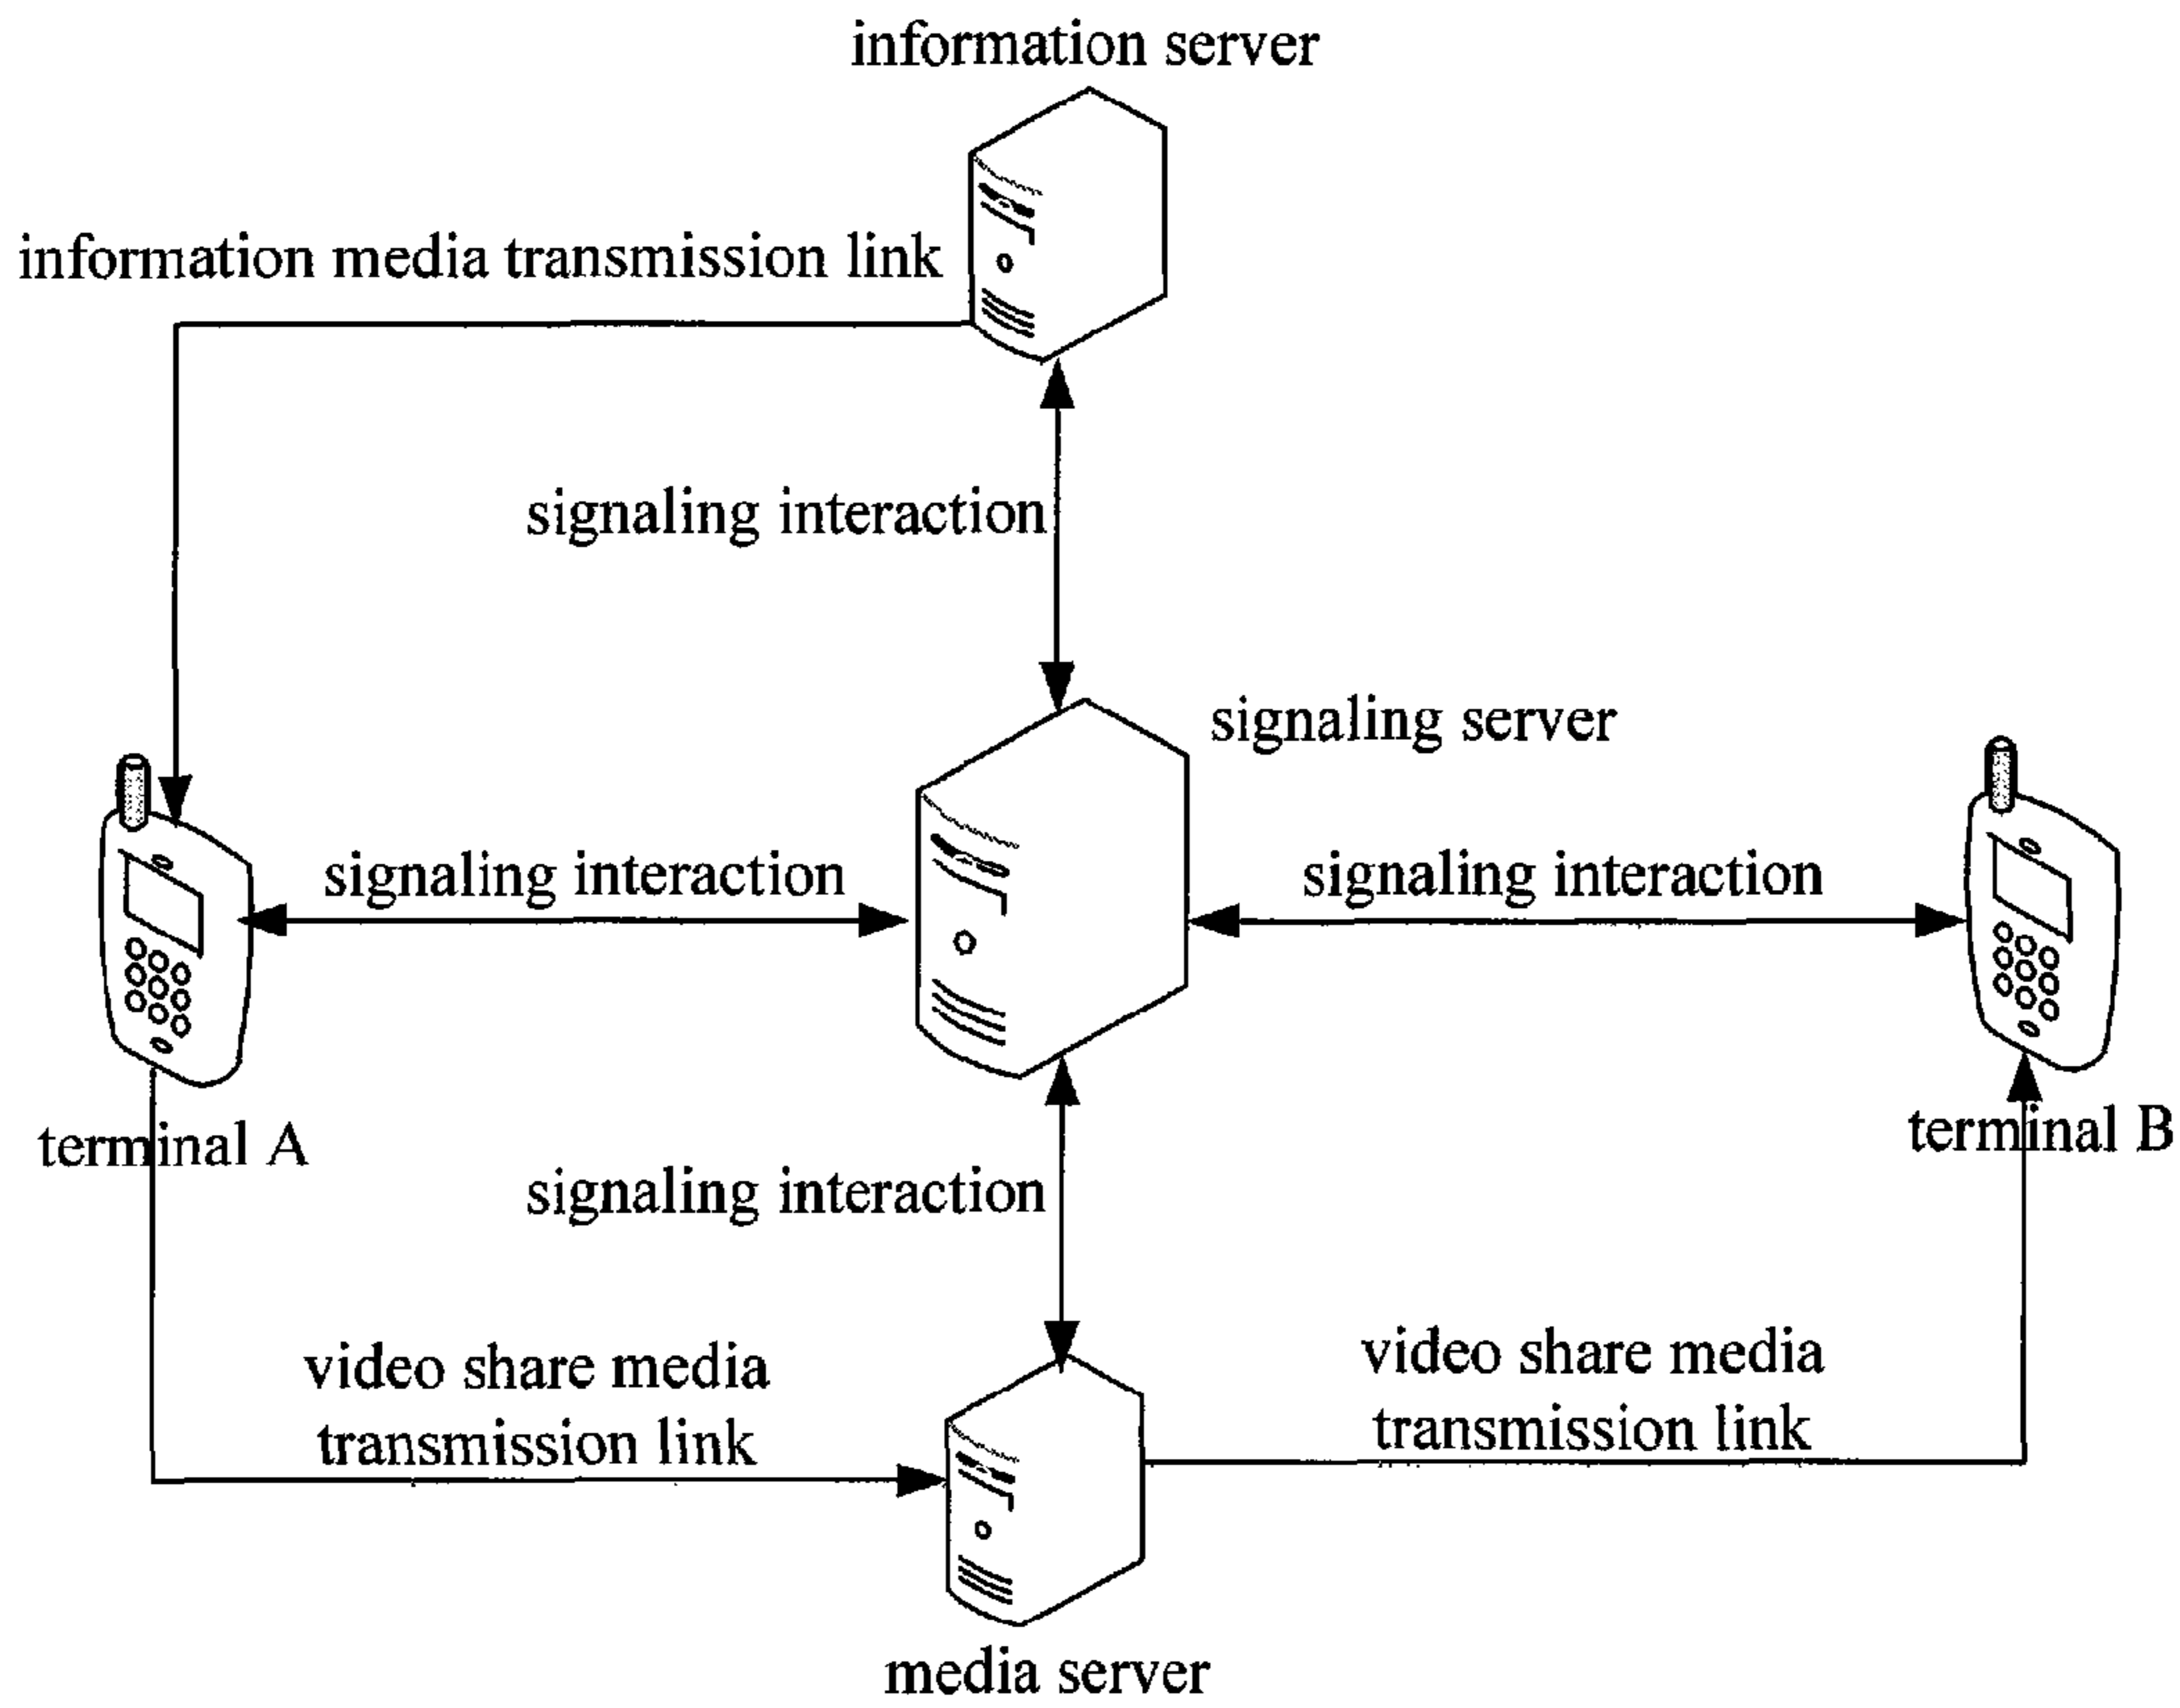 information server
information media transmission link
signaling interaction
signaling server
signaling interaction
signaling interaction
terminal A
terminal B
signaling interaction
video share media
transmission link
video share media
transmission link
media server